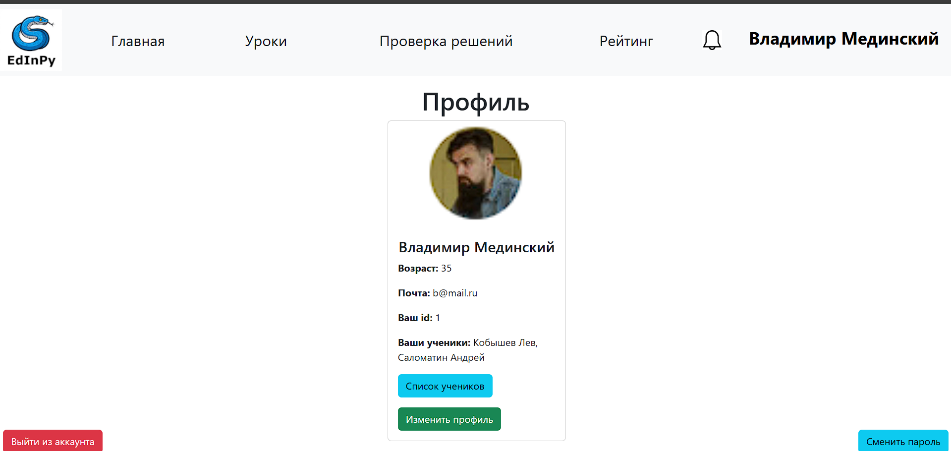 EdInPy
Главная
Уроки
Проверка решений
Рейтинг
Владимир Мединский
Профиль
Владимир Мединский
Возраст: 35
Почта: b@mail.ru
Ваш id: 1
Ваши ученики: Кобышев Лев,
Саломатин Андрей
Список учеников
Изменить профиль
Выйти из аккаунта
Сменить пароль